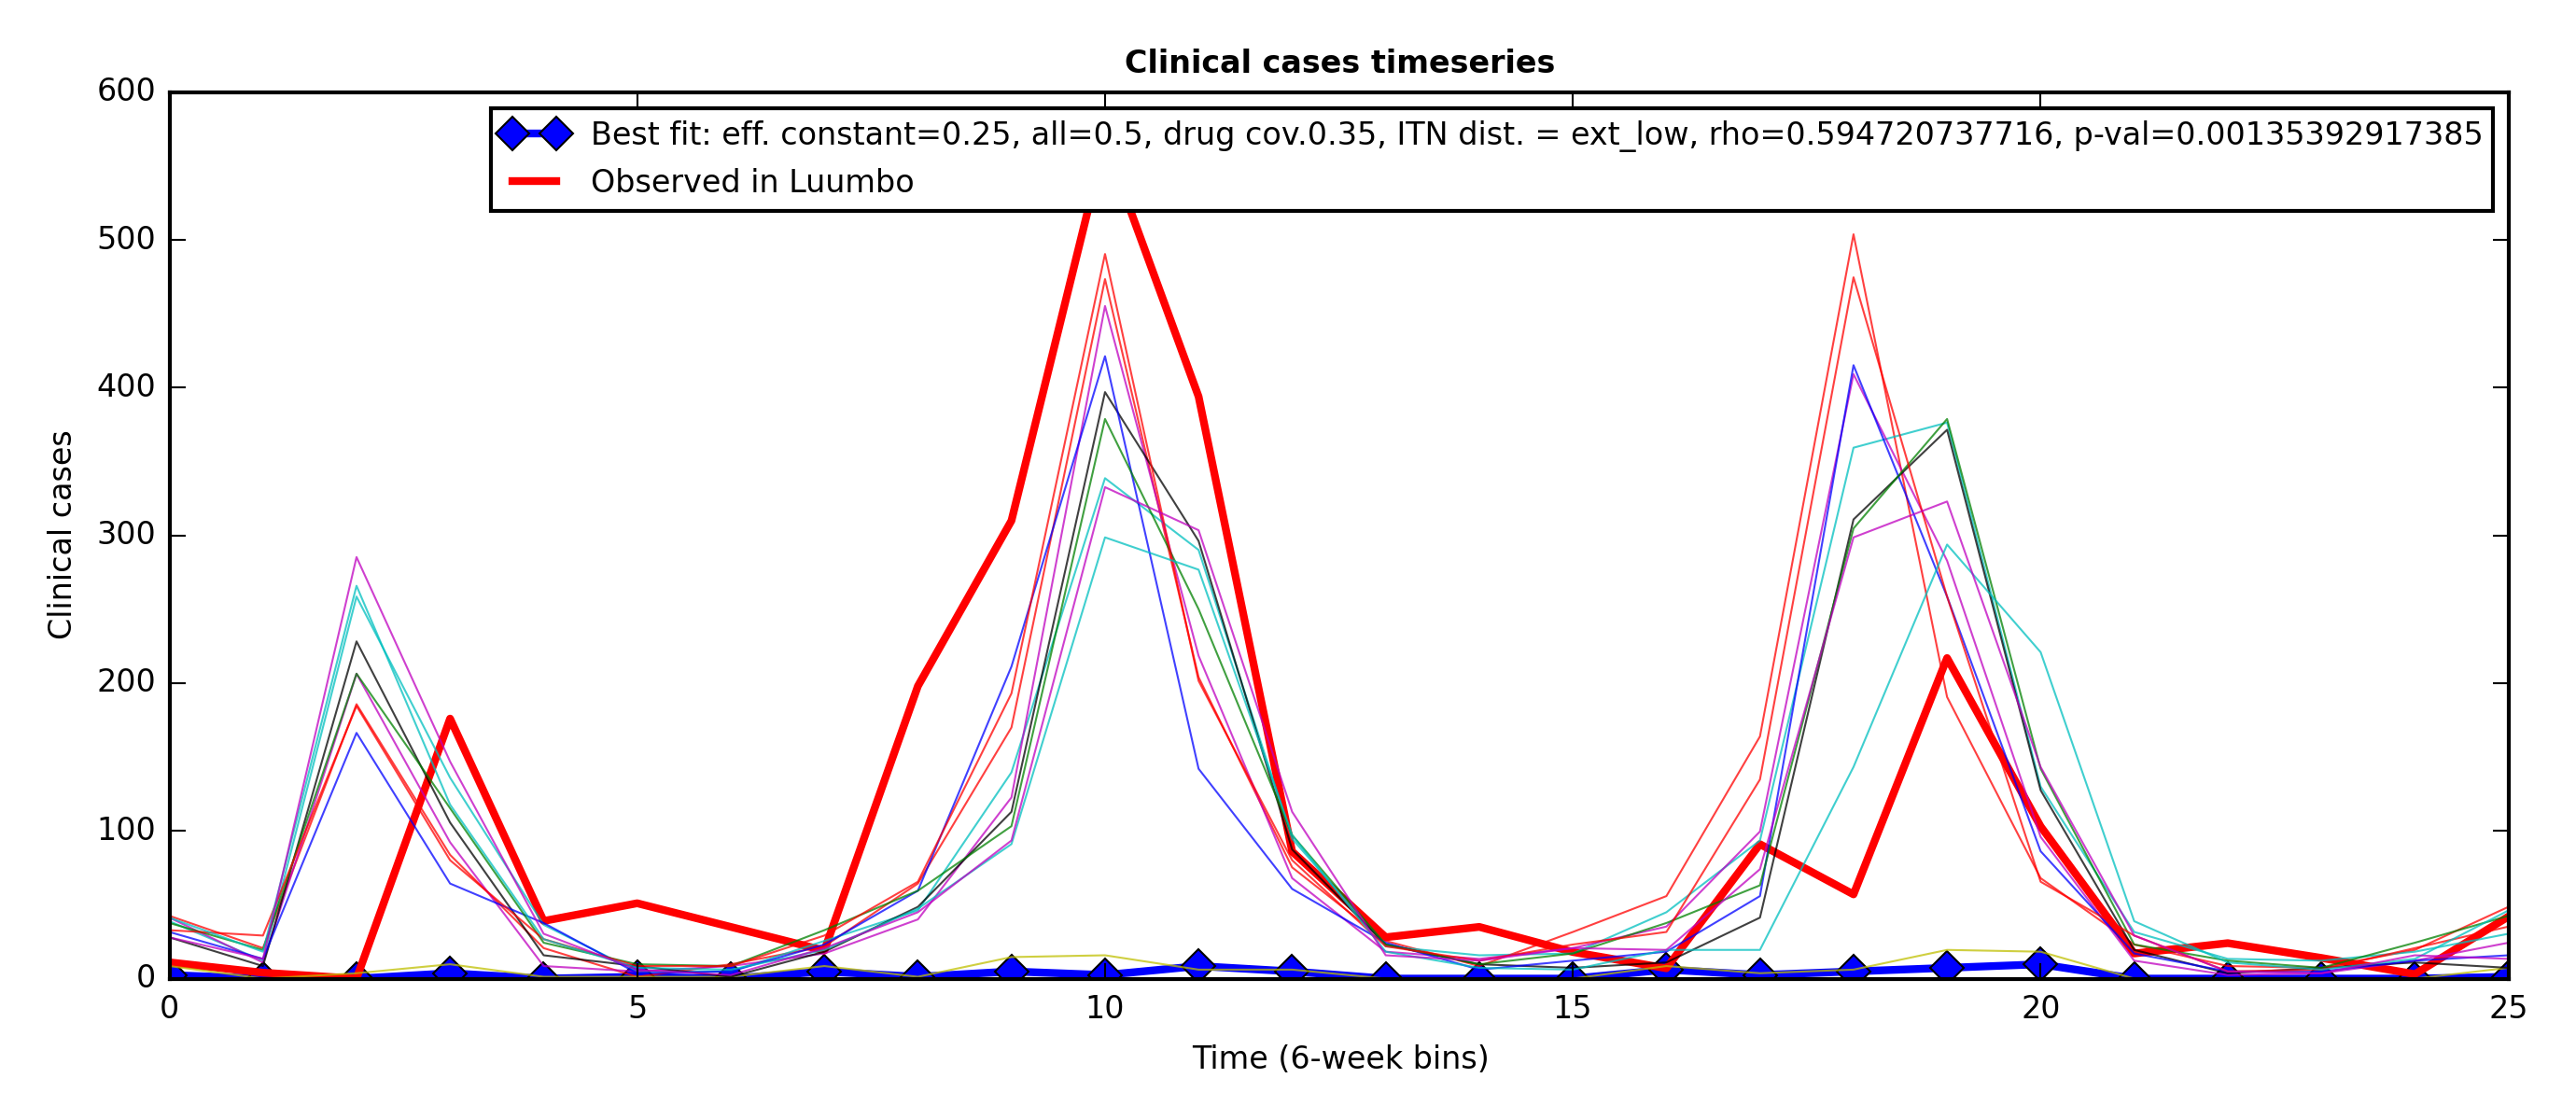 Clinical cases timeseries
Best fit: eff. constant=0.25, all=0.5, drug cov.0.35, ITN dist. = ext_low, rho=0.594720737716, p-val=0.00135392917385
Observed in Luumbo
600
500
400
300
200
100
0
Clinical cases
0 5 10 15 20 25
Time (6-week bins)